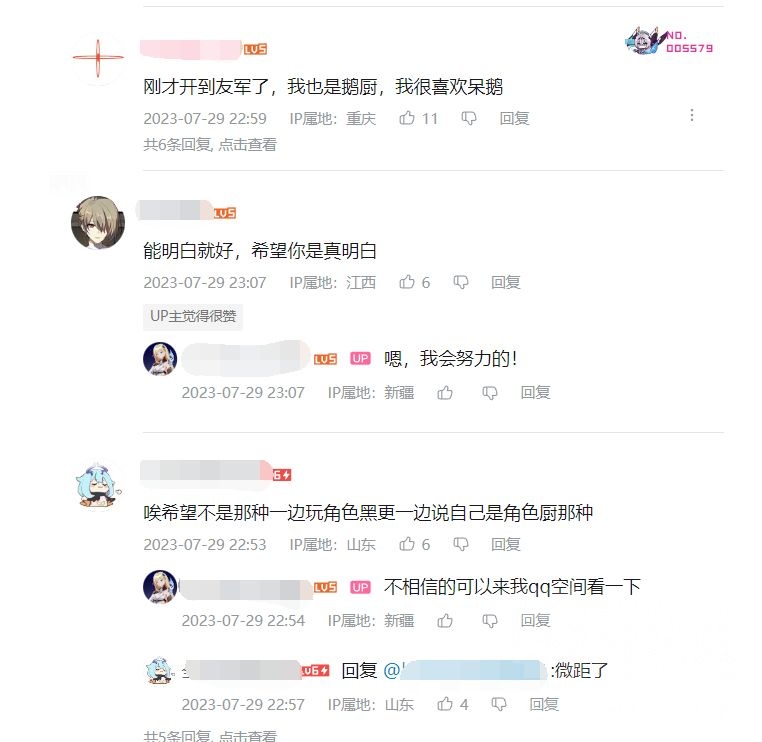 LV5
NO.
005579
刚才开到友军了，我也是鹅厨，我很喜欢呆鹅
2023-07-29 22:59 IP属地：重庆 11 回复
共6条回复, 点击查看
LV5
能明白就好，希望你是真明白
2023-07-29 23:07 IP属地：江西 6 回复
UP主觉得很赞
LV5 UP 嗯，我会努力的！
2023-07-29 23:07 IP属地：新疆 回复
6
唉希望不是那种一边玩角色黑更一边说自己是角色厨那种
2023-07-29 22:53 IP属地：山东 6 回复
LV5 UP 不相信的可以来我qq空间看一下
2023-07-29 22:54 IP属地：新疆 回复
LV6 回复 @ :微距了
2023-07-29 22:57 IP属地：山东 4 回复
共5条回复, 点击查看